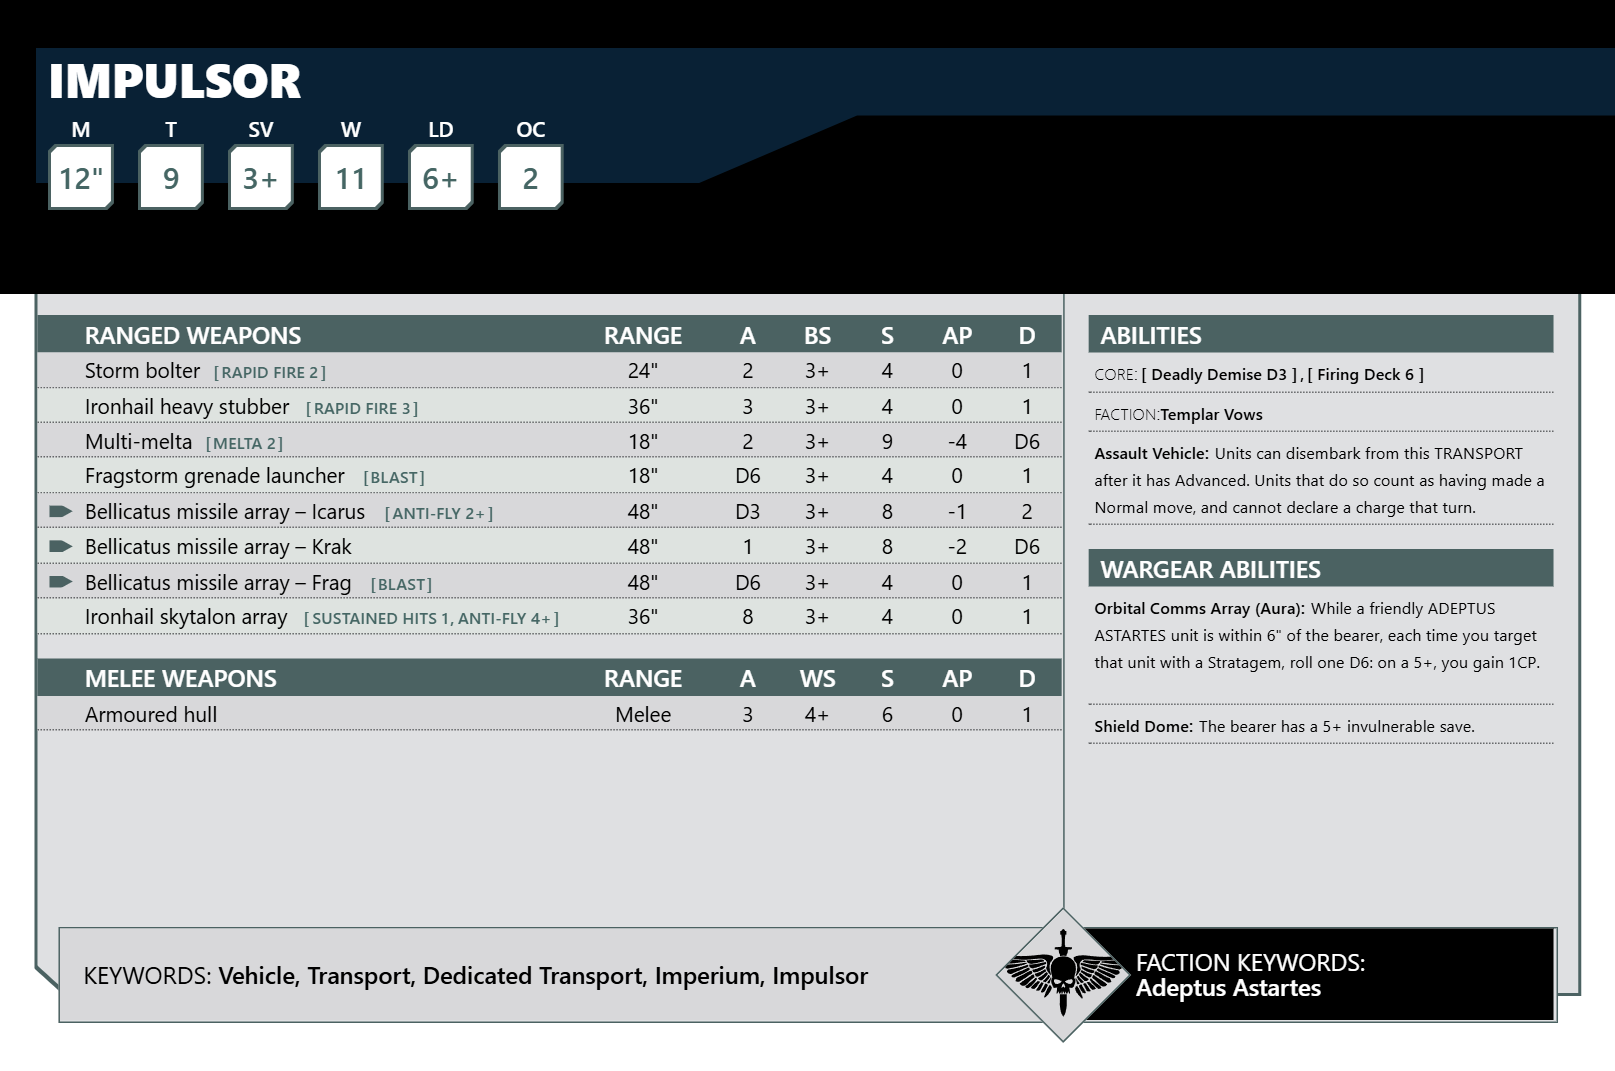 IMPULSOR
M T SV W LD OC
12" 9 3+ 11 6+ 2
RANGED WEAPONS RANGE A BS S AP D
Storm bolter [RAPID FIRE 2] 24" 2 3+ 4 0 1
Ironhail heavy stubber [RAPID FIRE 3] 36" 3 3+ 4 0 1
Multi-melta [MELTA 2] 18" 2 3+ 9 -4 D6
Fragstorm grenade launcher [BLAST] 18" D6 3+ 4 0 1
Bellicatus missile array – Icarus [ANTI-FLY 2+] 48" D3 3+ 8 -1 2
Bellicatus missile array – Krak 48" 1 3+ 8 -2 D6
Bellicatus missile array – Frag [BLAST] 48" D6 3+ 4 0 1
Ironhail skytalon array [SUSTAINED HITS 1, ANTI-FLY 4+] 36" 8 3+ 4 0 1
MELEE WEAPONS RANGE A WS S AP D
Armoured hull Melee 3 4+ 6 0 1
ABILITIES
CORE: [ Deadly Demise D3 ] , [ Firing Deck 6 ]
FACTION:Templar Vows
Assault Vehicle: Units can disembark from this TRANSPORT
after it has Advanced. Units that do so count as having made a
Normal move, and cannot declare a charge that turn.
WARGEAR ABILITIES
Orbital Comms Array (Aura): While a friendly ADEPTUS
ASTARTES unit is within 6" of the bearer, each time you target
that unit with a Stratagem, roll one D6: on a 5+, you gain 1CP.
Shield Dome: The bearer has a 5+ invulnerable save.
KEYWORDS: Vehicle, Transport, Dedicated Transport, Imperium, Impulsor
FACTION KEYWORDS:
Adeptus Astartes